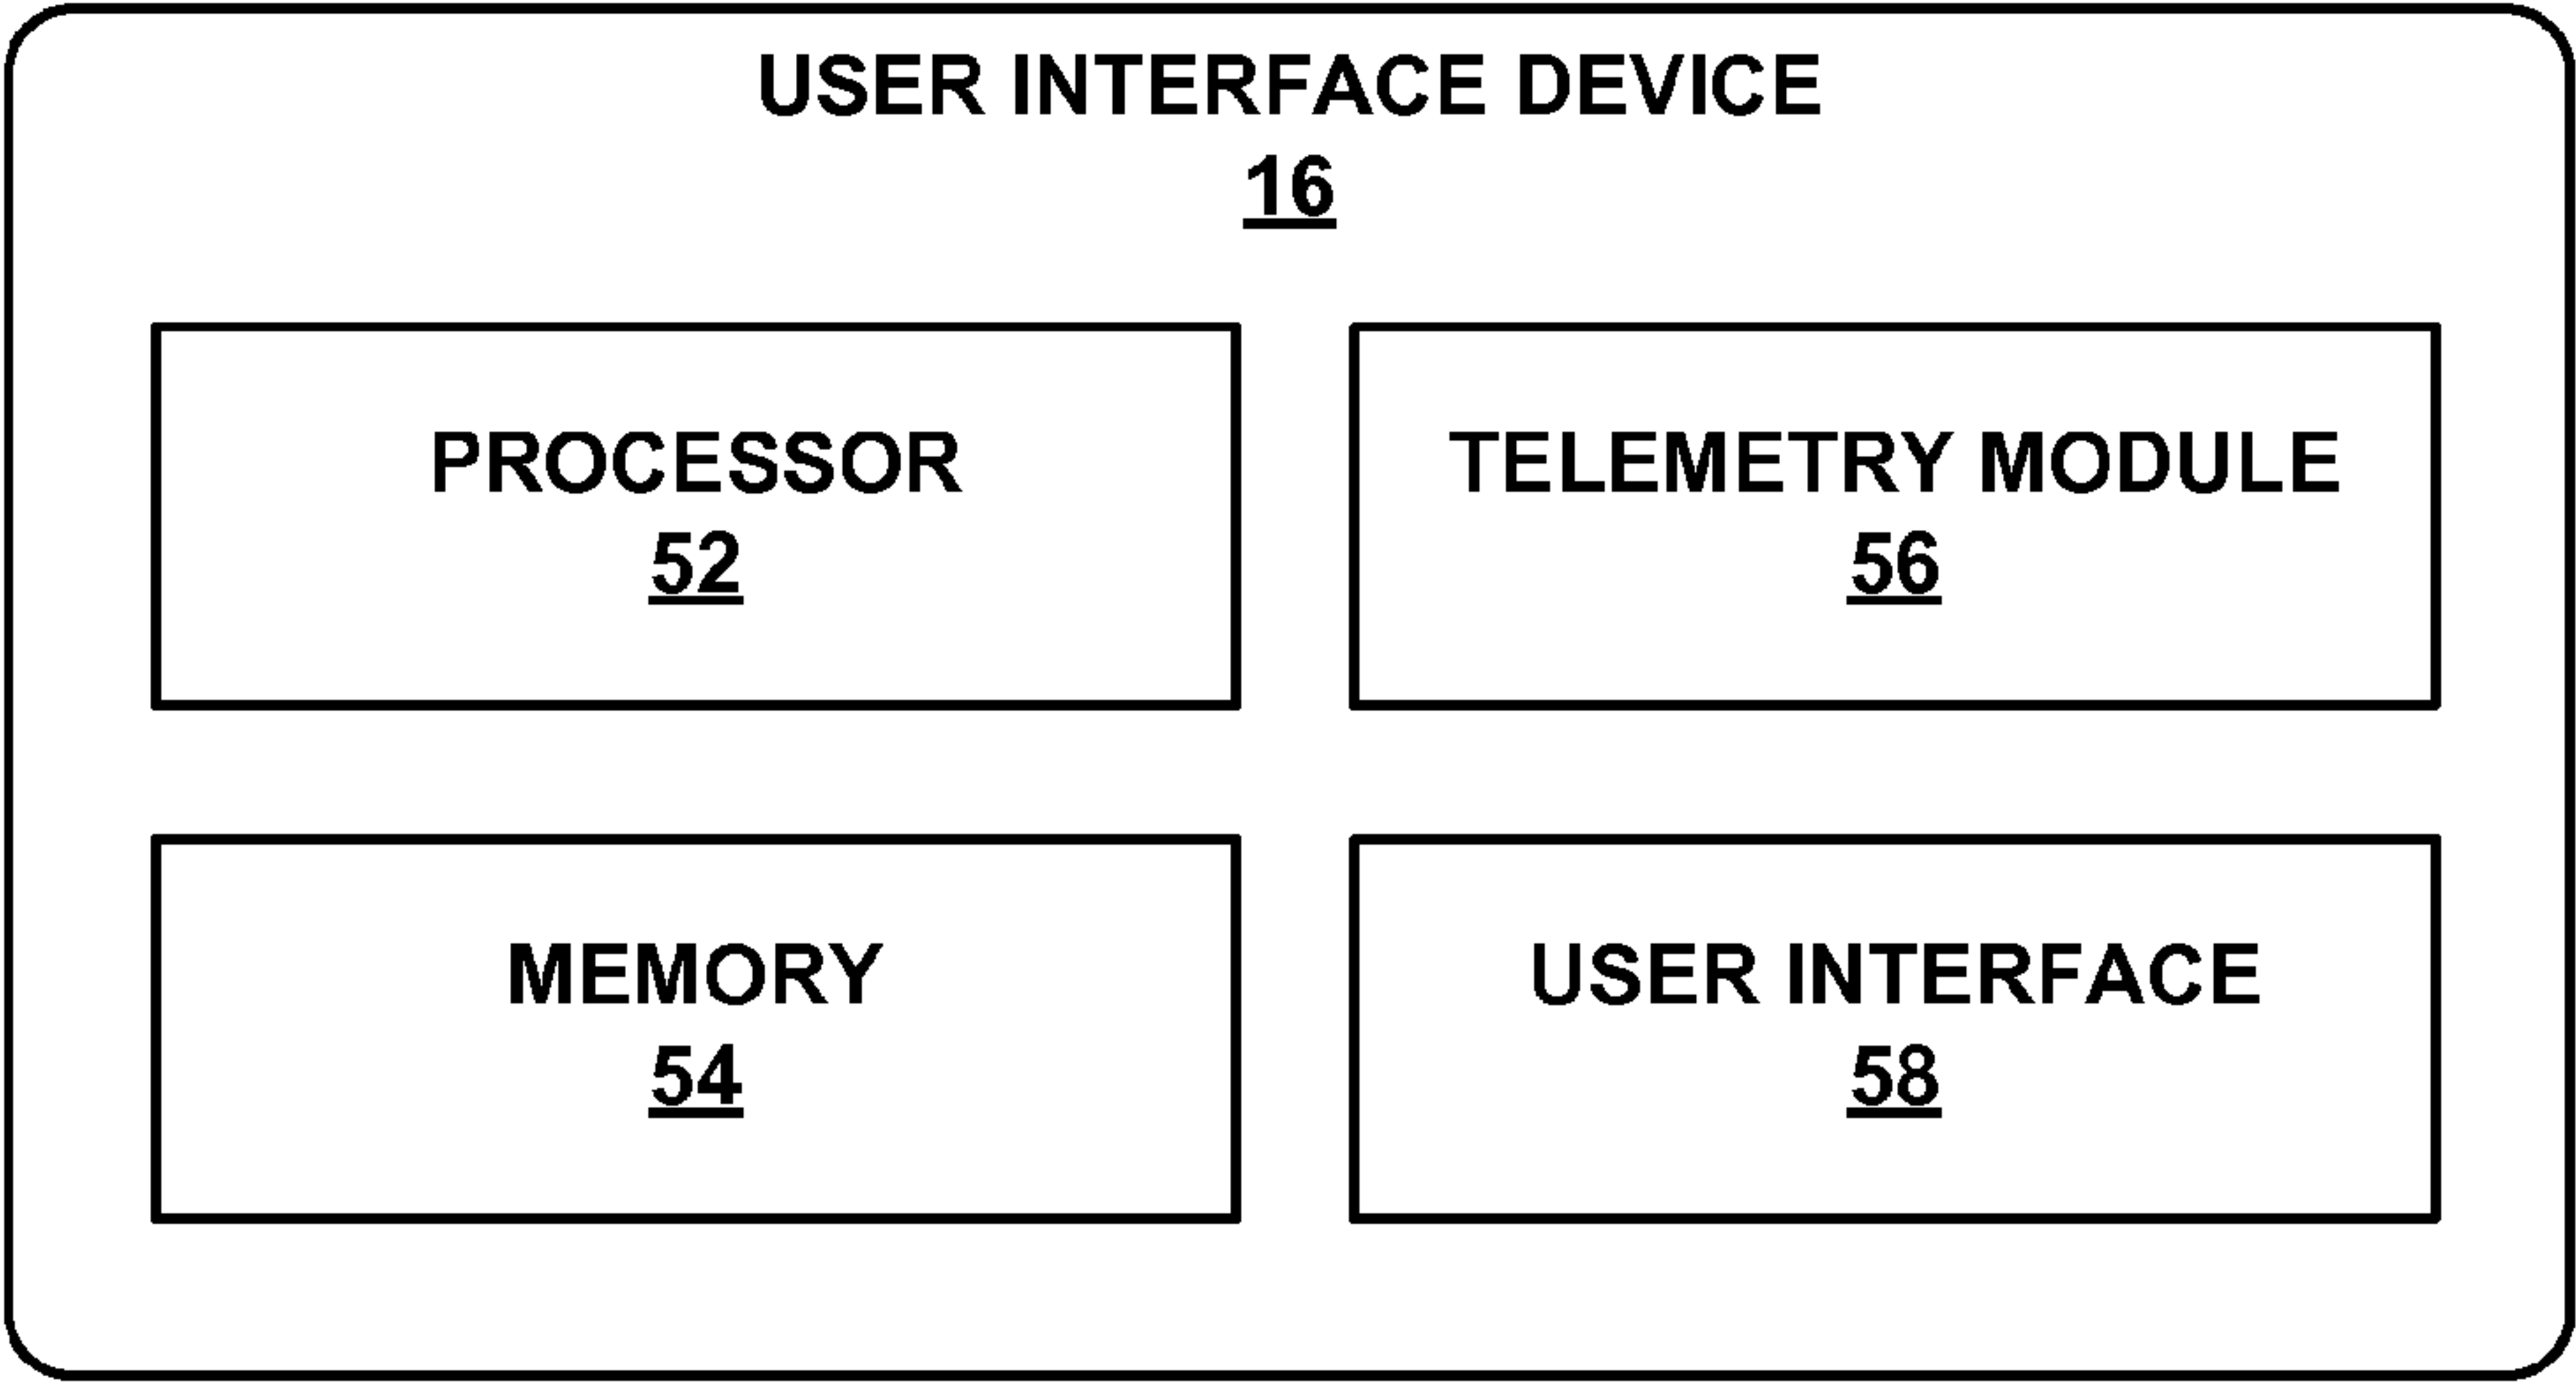 USER INTERFACE DEVICE
16
PROCESSOR
52
TELEMETRY MODULE
56
MEMORY
54
USER INTERFACE
58